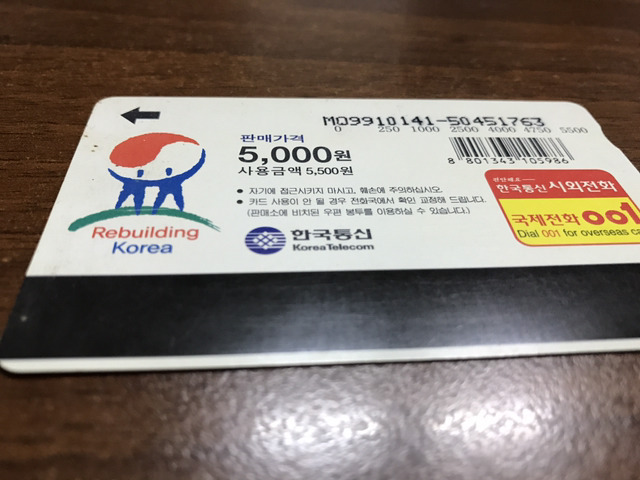 MD9910141-50451763
0 250 1000 2500 4000 4750 5500
8 801343 105986
판매가격
5,000원
사용금액 5,500원
• 자기에 접근시키지 마시고, 훼손에 주의하십시오.
• 카드 사용이 안 될 경우 전화국에서 확인 교정해 드립니다.
(판매소에 비치된 우편 봉투를 이용하실 수 있습니다.)
한국통신
Korea Telecom
Rebuilding
Korea
한국통신 시외전화
국제전화 001
Dial 001 for overseas ca